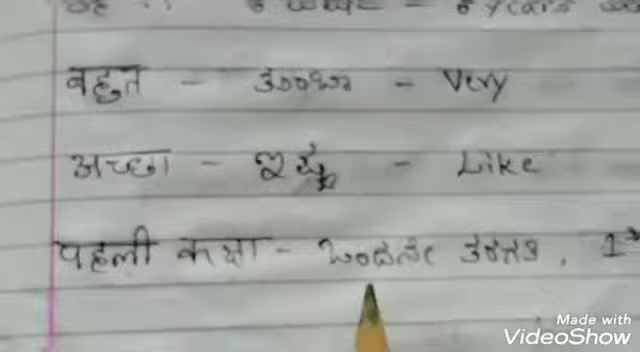 बहुत - ತುಂಬಾ - Very
अच्छा - ಇಷ್ಟ - Like
पहली कक्षा - ಒಂದನೇ ತರಗತಿ, 1
Made with
VideoShow